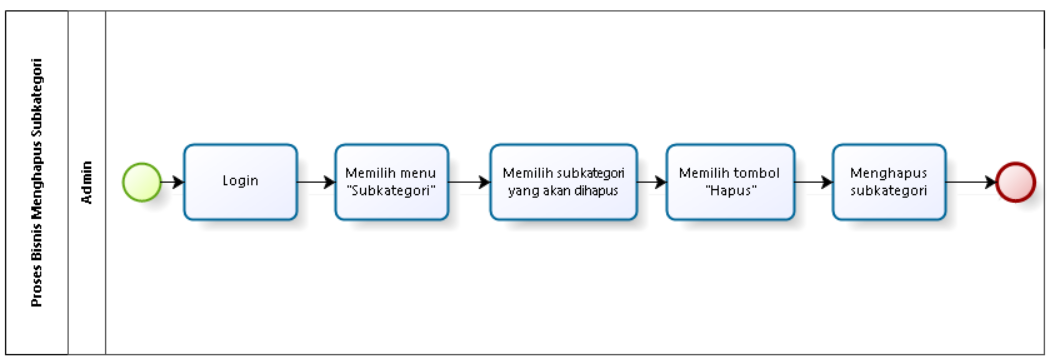 Proses Bisnis Menghapus Subkategori
Admin
Login
Memilih menu
"Subkategori"
Memilih subkategori
yang akan dihapus
Memilih tombol
"Hapus"
Menghapus
subkategori